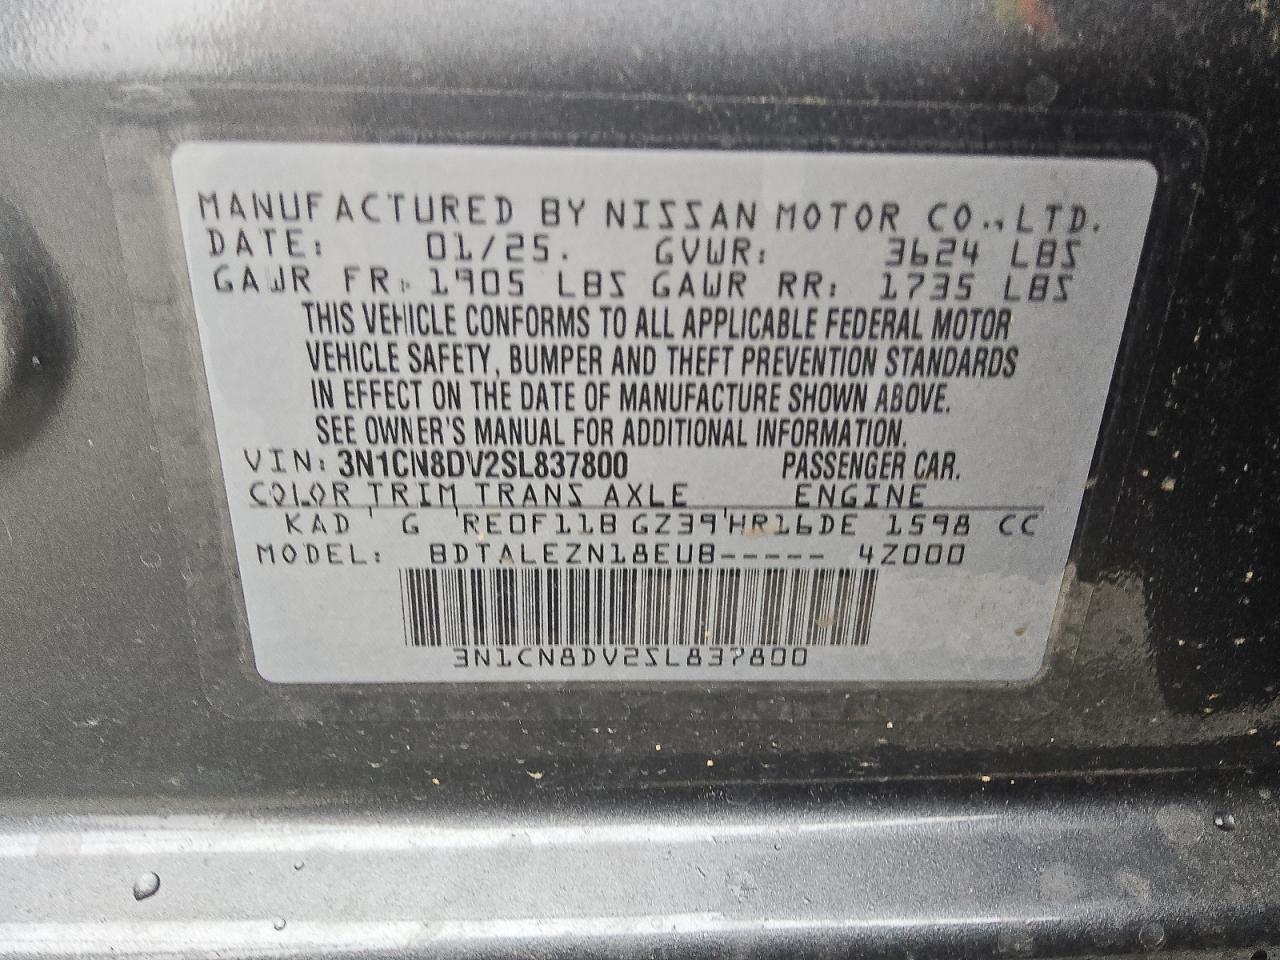 MANUFACTURED BY NISSAN MOTOR CO., LTD.
DATE: 01/25. GVWR: 3624 LBS
GAWR FR: 1905 LBS GAWR RR: 1735 LBS
THIS VEHICLE CONFORMS TO ALL APPLICABLE FEDERAL MOTOR
VEHICLE SAFETY, BUMPER AND THEFT PREVENTION STANDARDS
IN EFFECT ON THE DATE OF MANUFACTURE SHOWN ABOVE.
SEE OWNER'S MANUAL FOR ADDITIONAL INFORMATION.
VIN: 3N1CN8DV2SL837800 PASSENGER CAR.
COLOR TRIM TRANS AXLE ENGINE
KAD ' G 'RE0F11B GZ39'HR16DE 1598 CC
MODEL: BDTALEZN18EUB----- 4Z000
3N1CN8DV2SL837800